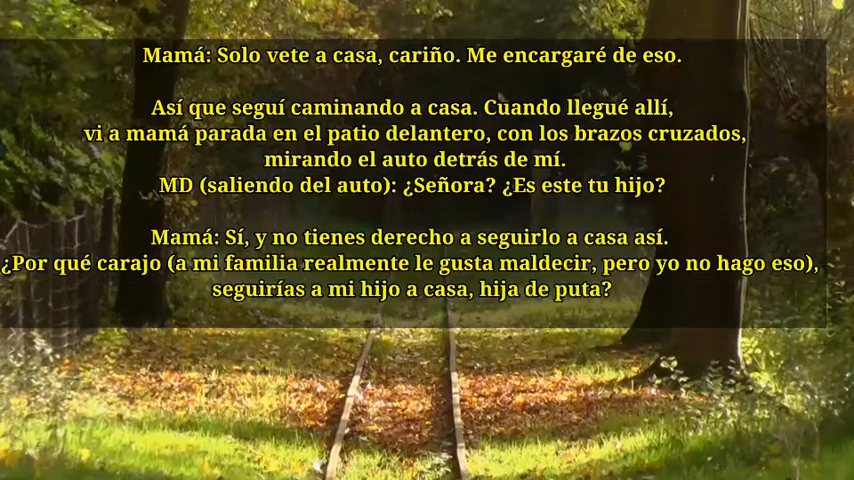 Mamá: Solo vete a casa, cariño. Me encargaré de eso.
Así que seguí caminando a casa. Cuando llegué allí,
vi a mamá parada en el patio delantero, con los brazos cruzados,
mirando el auto detrás de mí.
MD (saliendo del auto): ¿Señora? ¿Es este tu hijo?
Mamá: Sí, y no tienes derecho a seguirlo a casa así.
¿Por qué carajo (a mi familia realmente le gusta maldecir, pero yo no hago eso),
seguirías a mi hijo a casa, hija de puta?